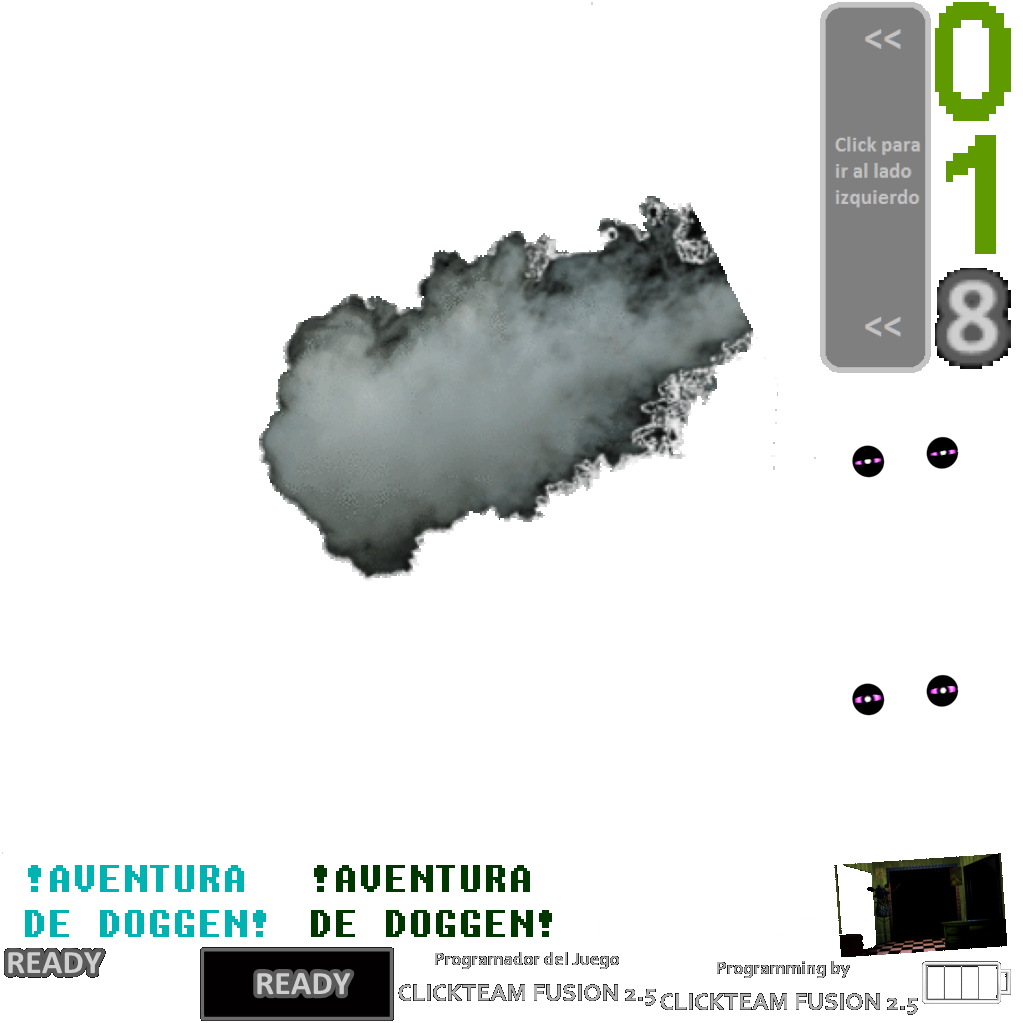 <<
0
1
8
Click para
ir al lado
izquierdo
<<
!AVENTURA
DE DOGGEN!
!AVENTURA
DE DOGGEN!
READY
READY
Programador del Juego
CLICKTEAM FUSION 2.5
Programming by
CLICKTEAM FUSION 2.5